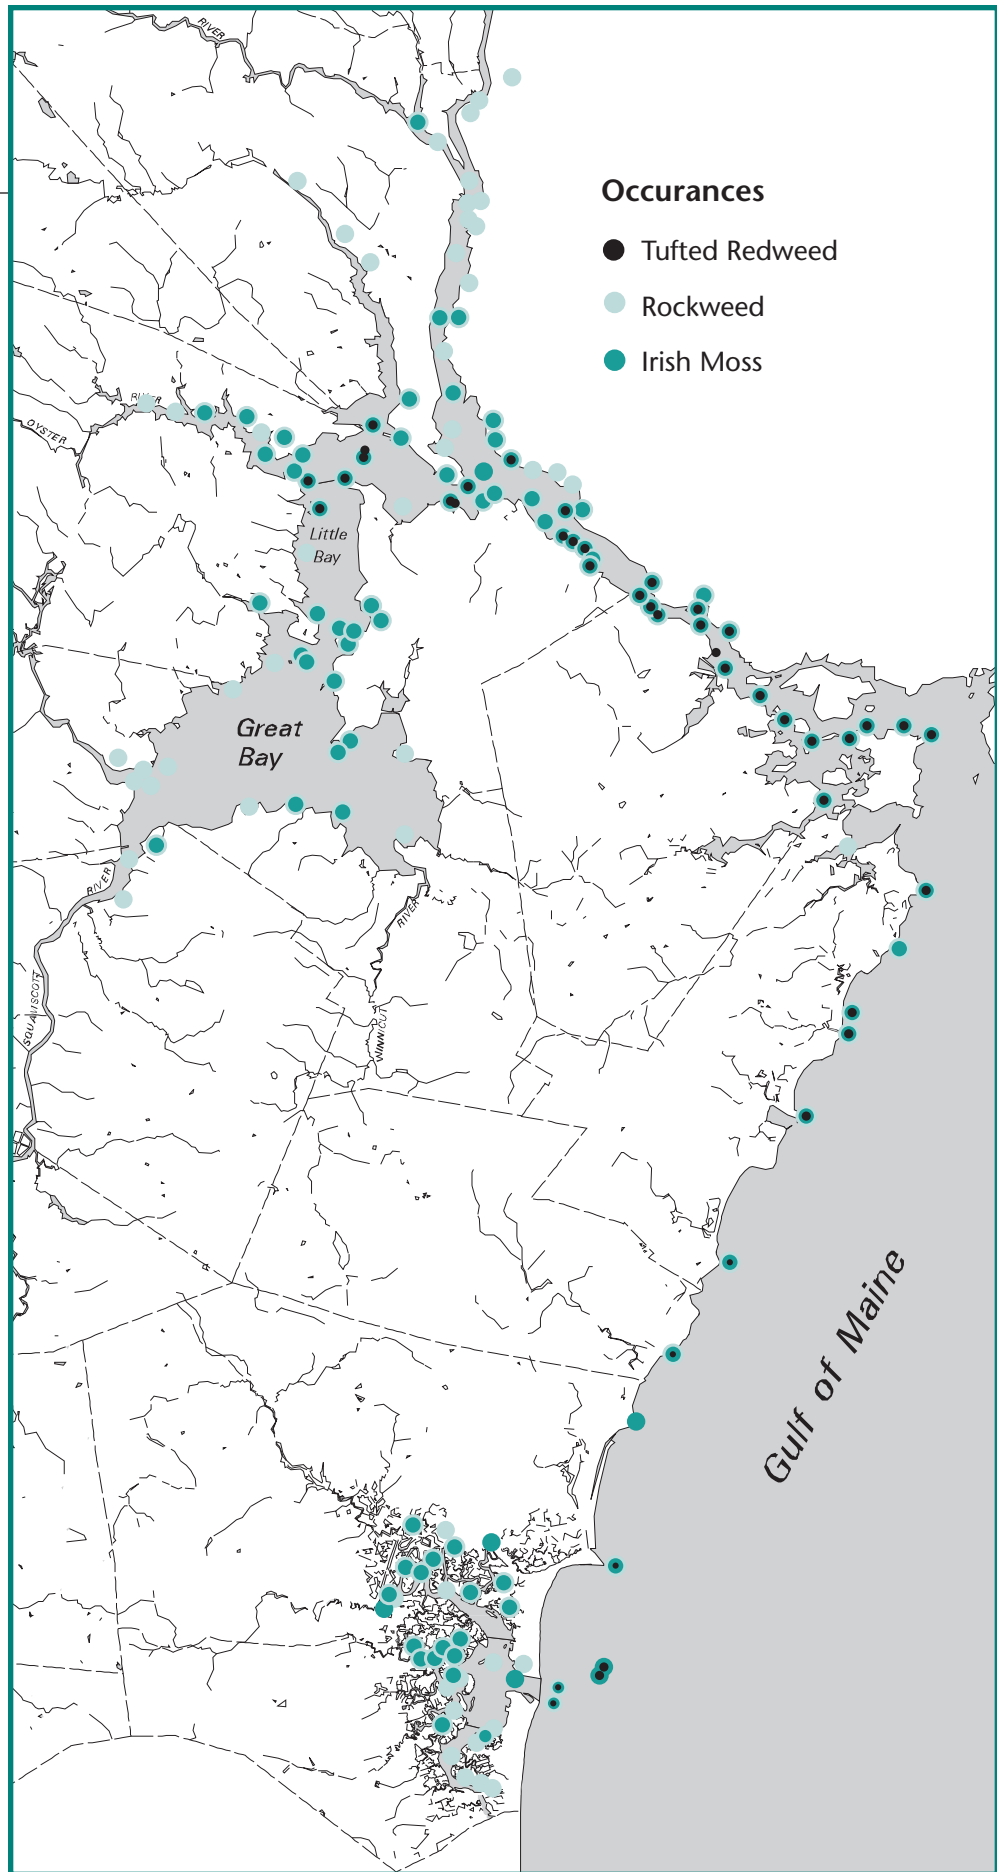 RIVER
Occurances
Tufted Redweed
Rockweed
Irish Moss
RIVER
OYSTER
Little
Bay
Great
Bay
RIVER
RIVER
SQUAMSCOTT
WINNICUT
Gulf of Maine